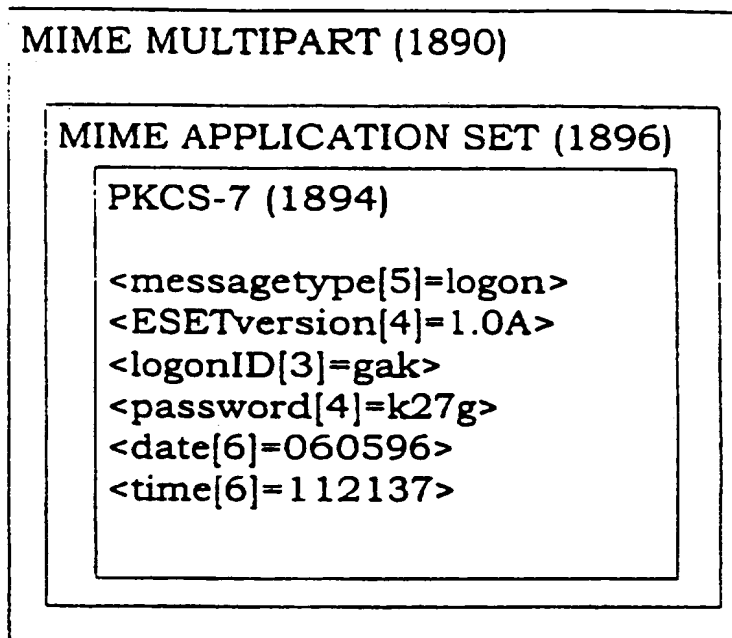 MIME MULTIPART (1890)
MIME APPLICATION SET (1896)
PKCS-7 (1894)
<messagetype[5]=logon>
<ESETversion[4]=1.0A>
<logonID[3]=gak>
<password[4]=k27g>
<date[6]=060596>
<time[6]=112137>